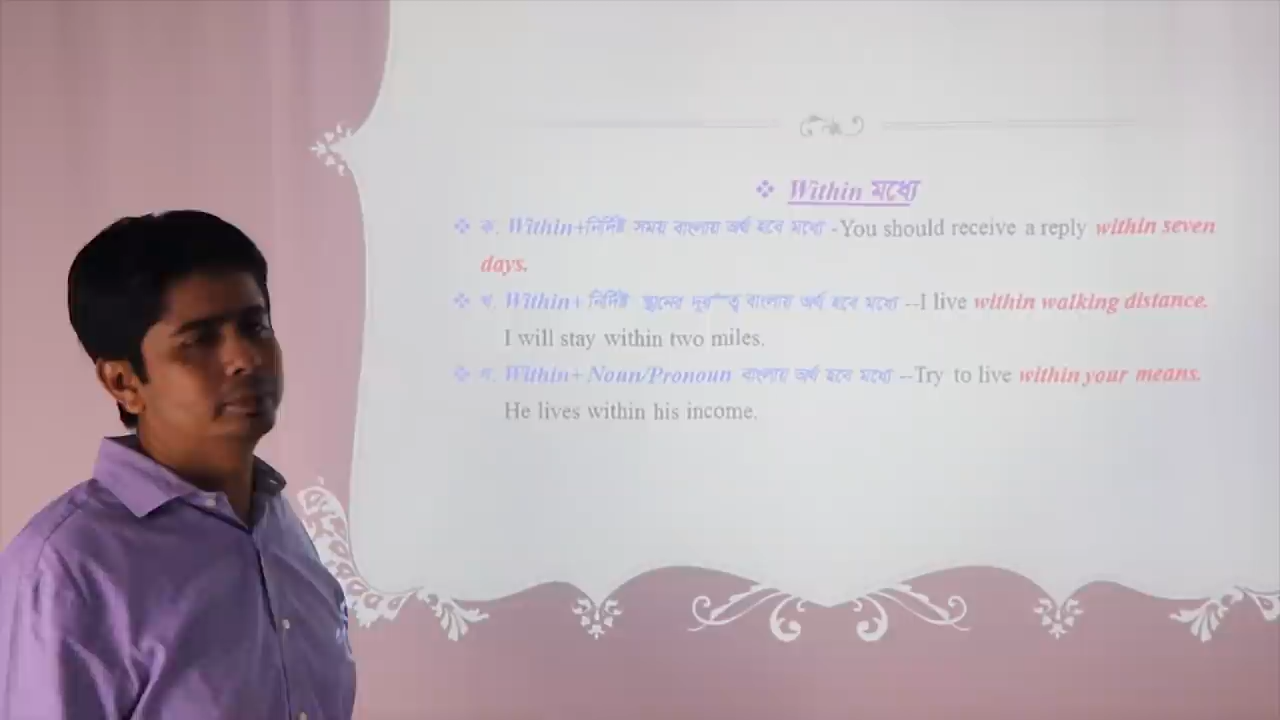 Within মধ্যে
ক. Within+নির্দিষ্ট সময় বাংলায় অর্থ হবে মধ্যে -You should receive a reply within seven
days.
খ. Within+ নির্দিষ্ট স্থানের দূরত্ব বাংলায় অর্থ হবে মধ্যে --I live within walking distance.
I will stay within two miles.
গ. Within+ Noun/Pronoun বাংলায় অর্থ হবে মধ্যে --Try to live within your means.
He lives within his income.